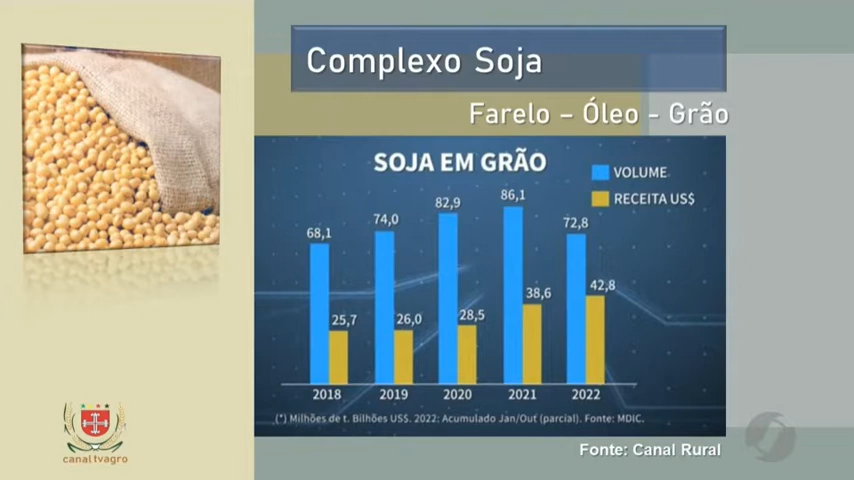 Complexo Soja
Farelo – Óleo - Grão
SOJA EM GRÃO
VOLUME
RECEITA US$
68,1
74,0
82,9
86,1
72,8
25,7
26,0
28,5
38,6
42,8
2018 2019 2020 2021 2022
(*) Milhões de t. Bilhões US$. 2022: Acumulado Jan/Out (parcial). Fonte: MDIC.
Fonte: Canal Rural
canaltvagro